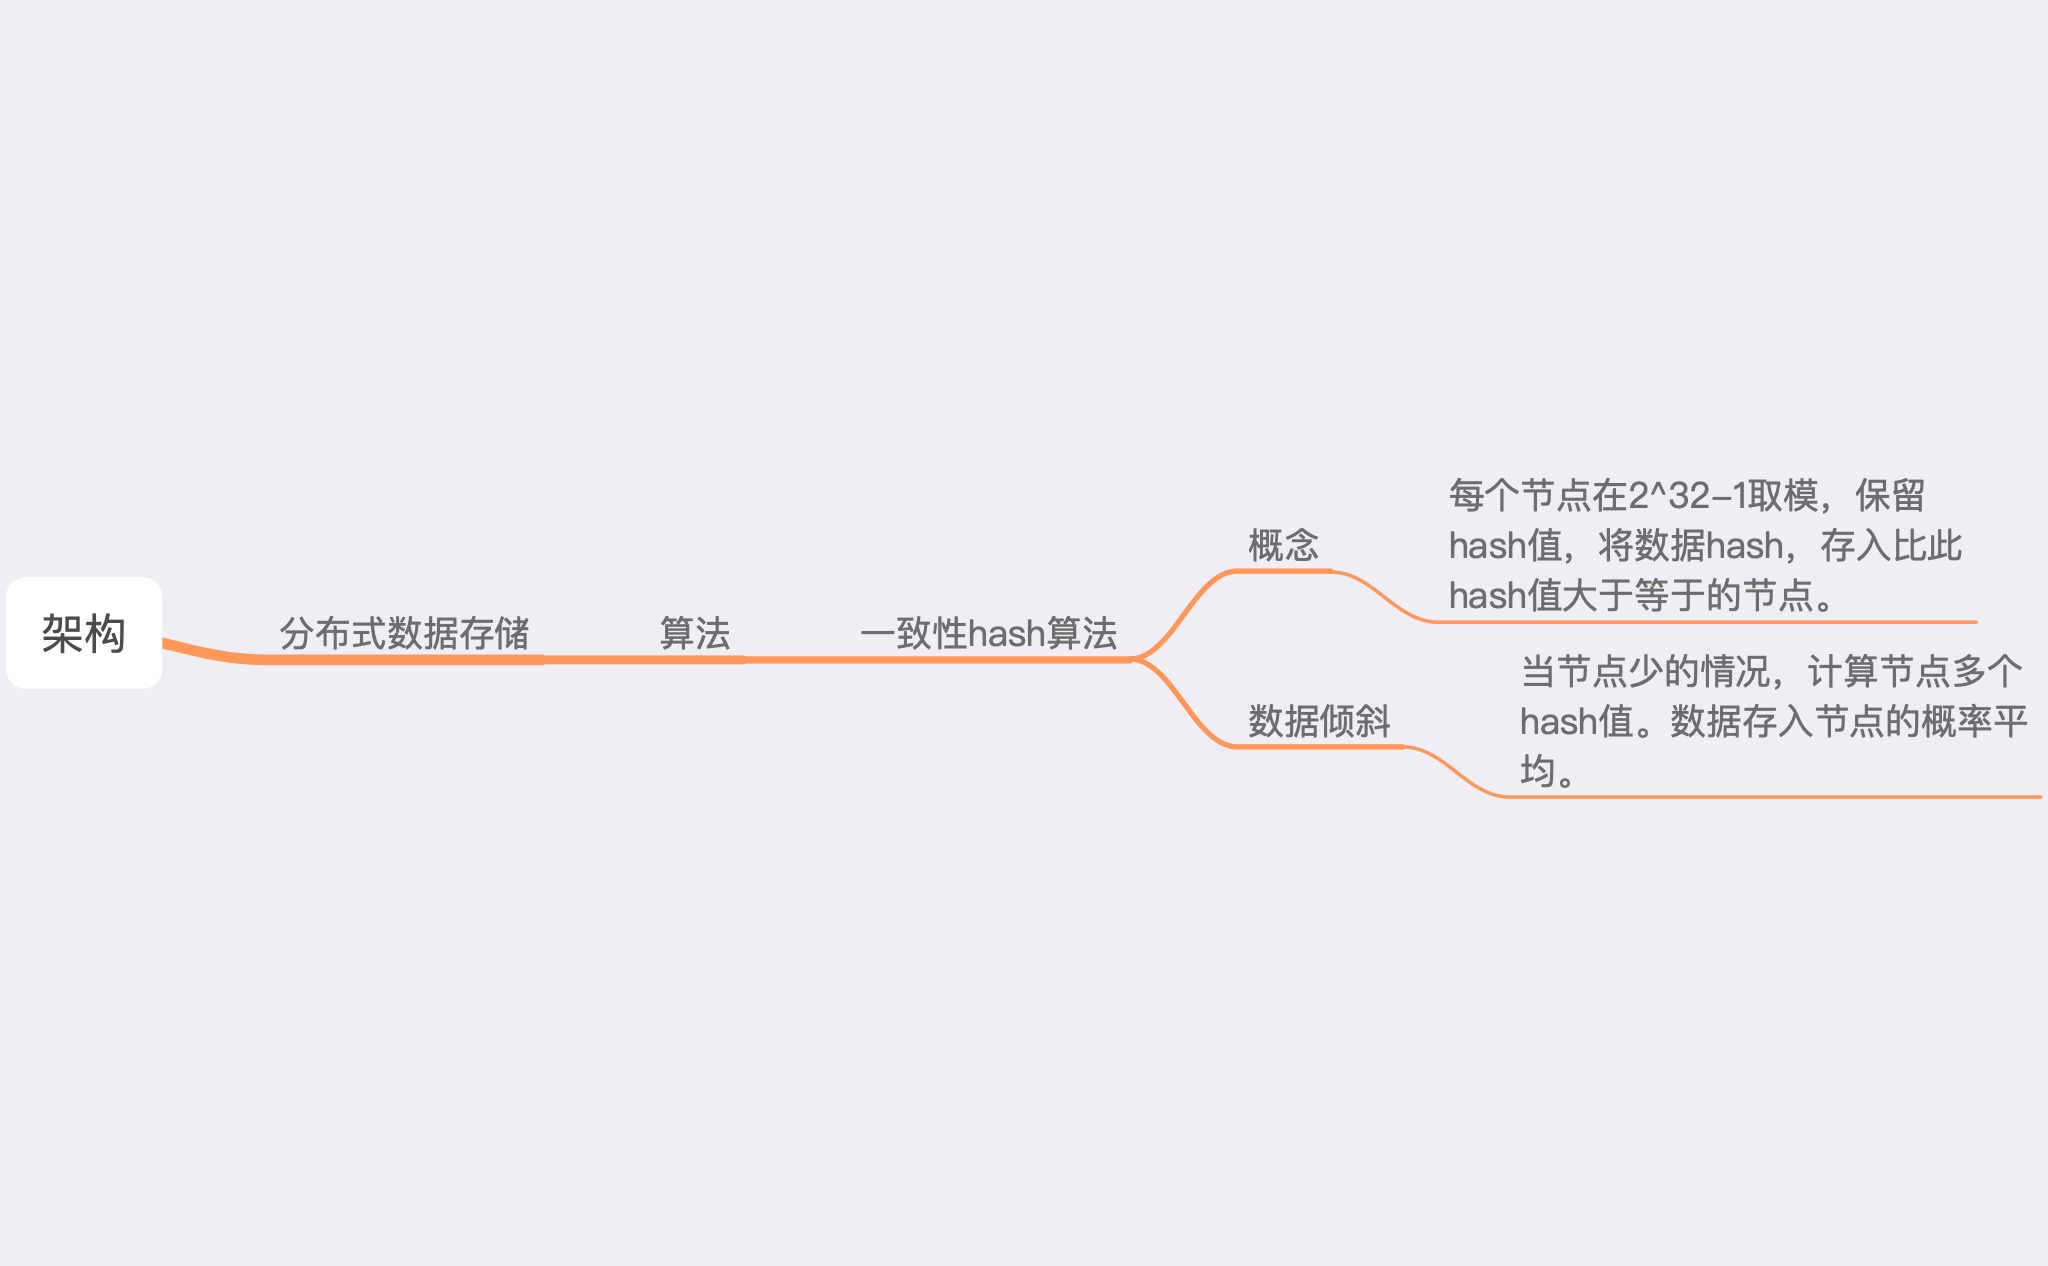 架构
分布式数据存储
算法
一致性hash算法
概念
每个节点在2^32-1取模，保留
hash值，将数据hash，存入比此
hash值大于等于的节点。
数据倾斜
当节点少的情况，计算节点多个
hash值。数据存入节点的概率平
均。